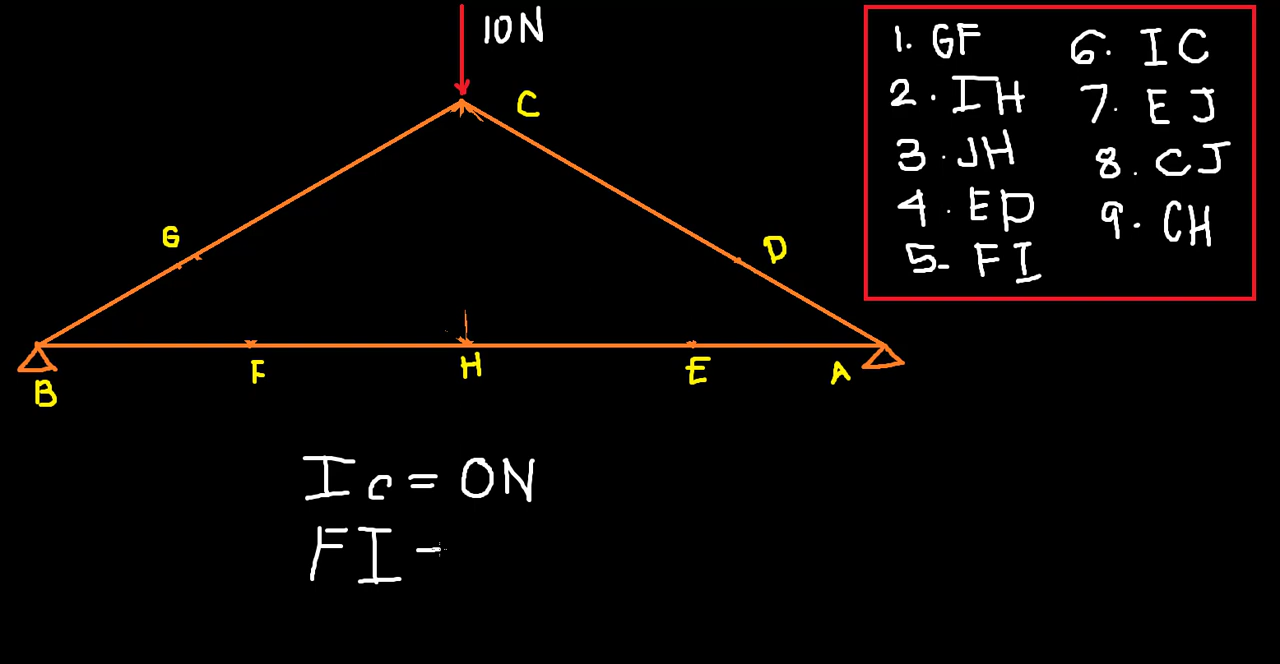 10N
C
G
D
B
F
H
E
A
1. GF
2. IH
3. JH
4. ED
5- FI
6. IC
7. EJ
8. CJ
9. CH
Ic = 0N
FI -